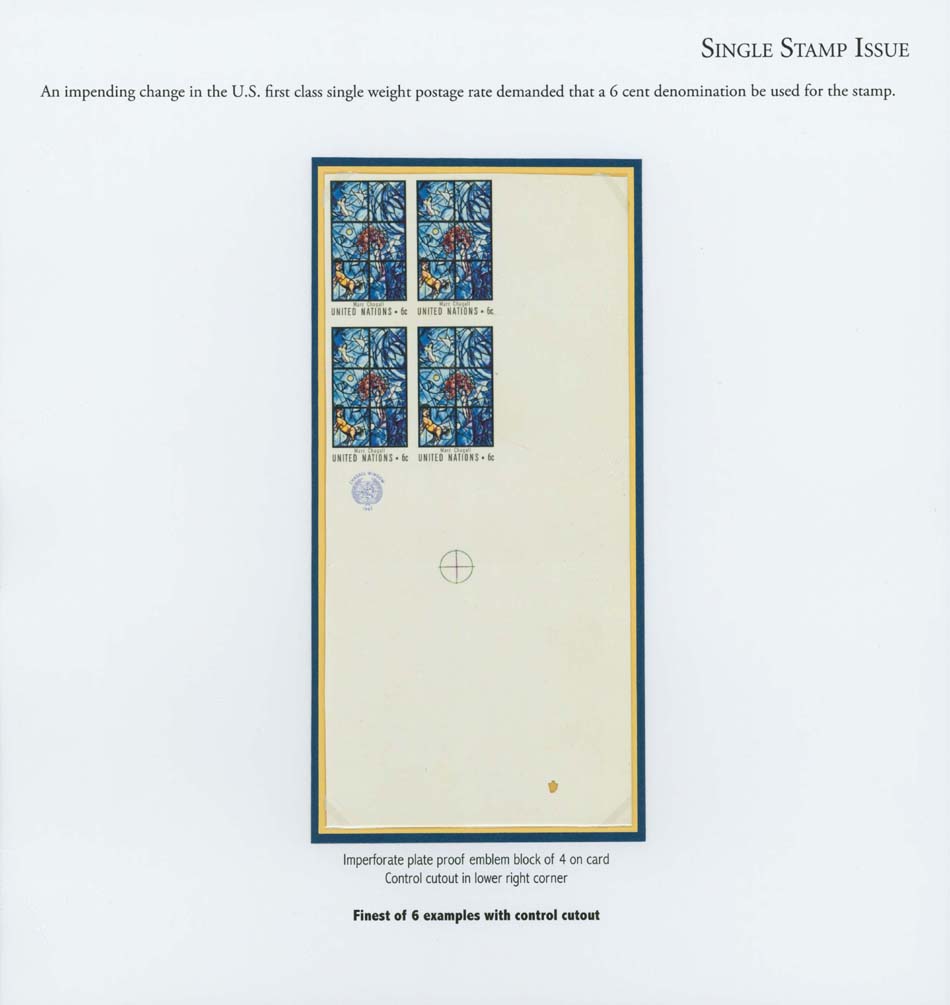 SINGLE STAMP ISSUE
An impending change in the U.S. first class single weight postage rate demanded that a 6 cent denomination be used for the stamp.
Marc Chagall Marc Chagall
UNITED NATIONS • 6c UNITED NATIONS • 6c
Marc Chagall Marc Chagall
UNITED NATIONS • 6c UNITED NATIONS • 6c
CHAGALL WINDOW
1967
Imperforate plate proof emblem block of 4 on card
Control cutout in lower right corner
Finest of 6 examples with control cutout